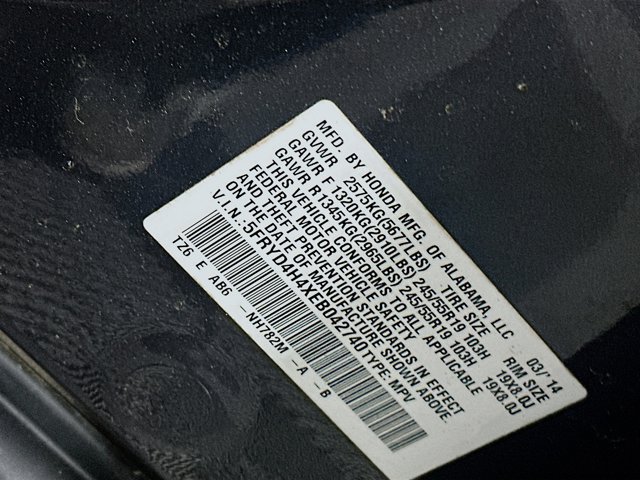 MFD. BY HONDA MFG. OF ALABAMA, LLC 03/'14
GVWR 2575KG(5677LBS) TIRE SIZE RIM SIZE
GAWR F 1320KG(2910LBS) 245/55R19 103H 19X8.0J
GAWR R1345KG(2965LBS) 245/55R19 103H 19X8.0J
THIS VEHICLE CONFORMS TO ALL APPLICABLE
FEDERAL MOTOR VEHICLE SAFETY
AND THEFT PREVENTION STANDARDS IN EFFECT
ON THE DATE OF MANUFACTURE SHOWN ABOVE.
V.I.N.:5FRYD4H4XEB042740 TYPE: MPV
TZ6 E AB6 -NH782M -A -B